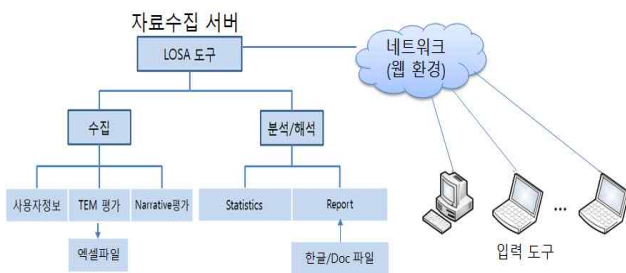 자료수집 서버
LOSA 도구
네트워크
(웹 환경)
수집
분석/해석
사용자정보
TEM 평가
Narrative평가
Statistics
Report
...
엑셀파일
한글/Doc 파일
입력 도구